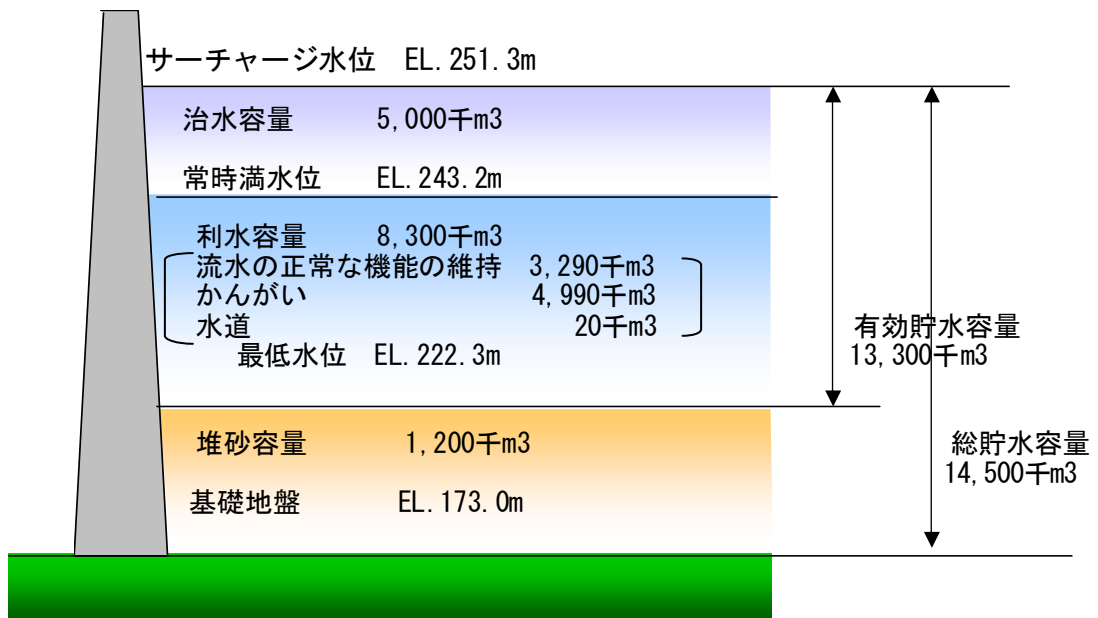 サーチャージ水位 EL.251.3m
治水容量 5,000千m3
常時満水位 EL.243.2m
利水容量 8,300千m3
流水の正常な機能の維持 3,290千m3
かんがい 4,990千m3
水道 20千m3
最低水位 EL.222.3m
有効貯水容量
13,300千m3
堆砂容量 1,200千m3
総貯水容量
14,500千m3
基礎地盤 EL.173.0m